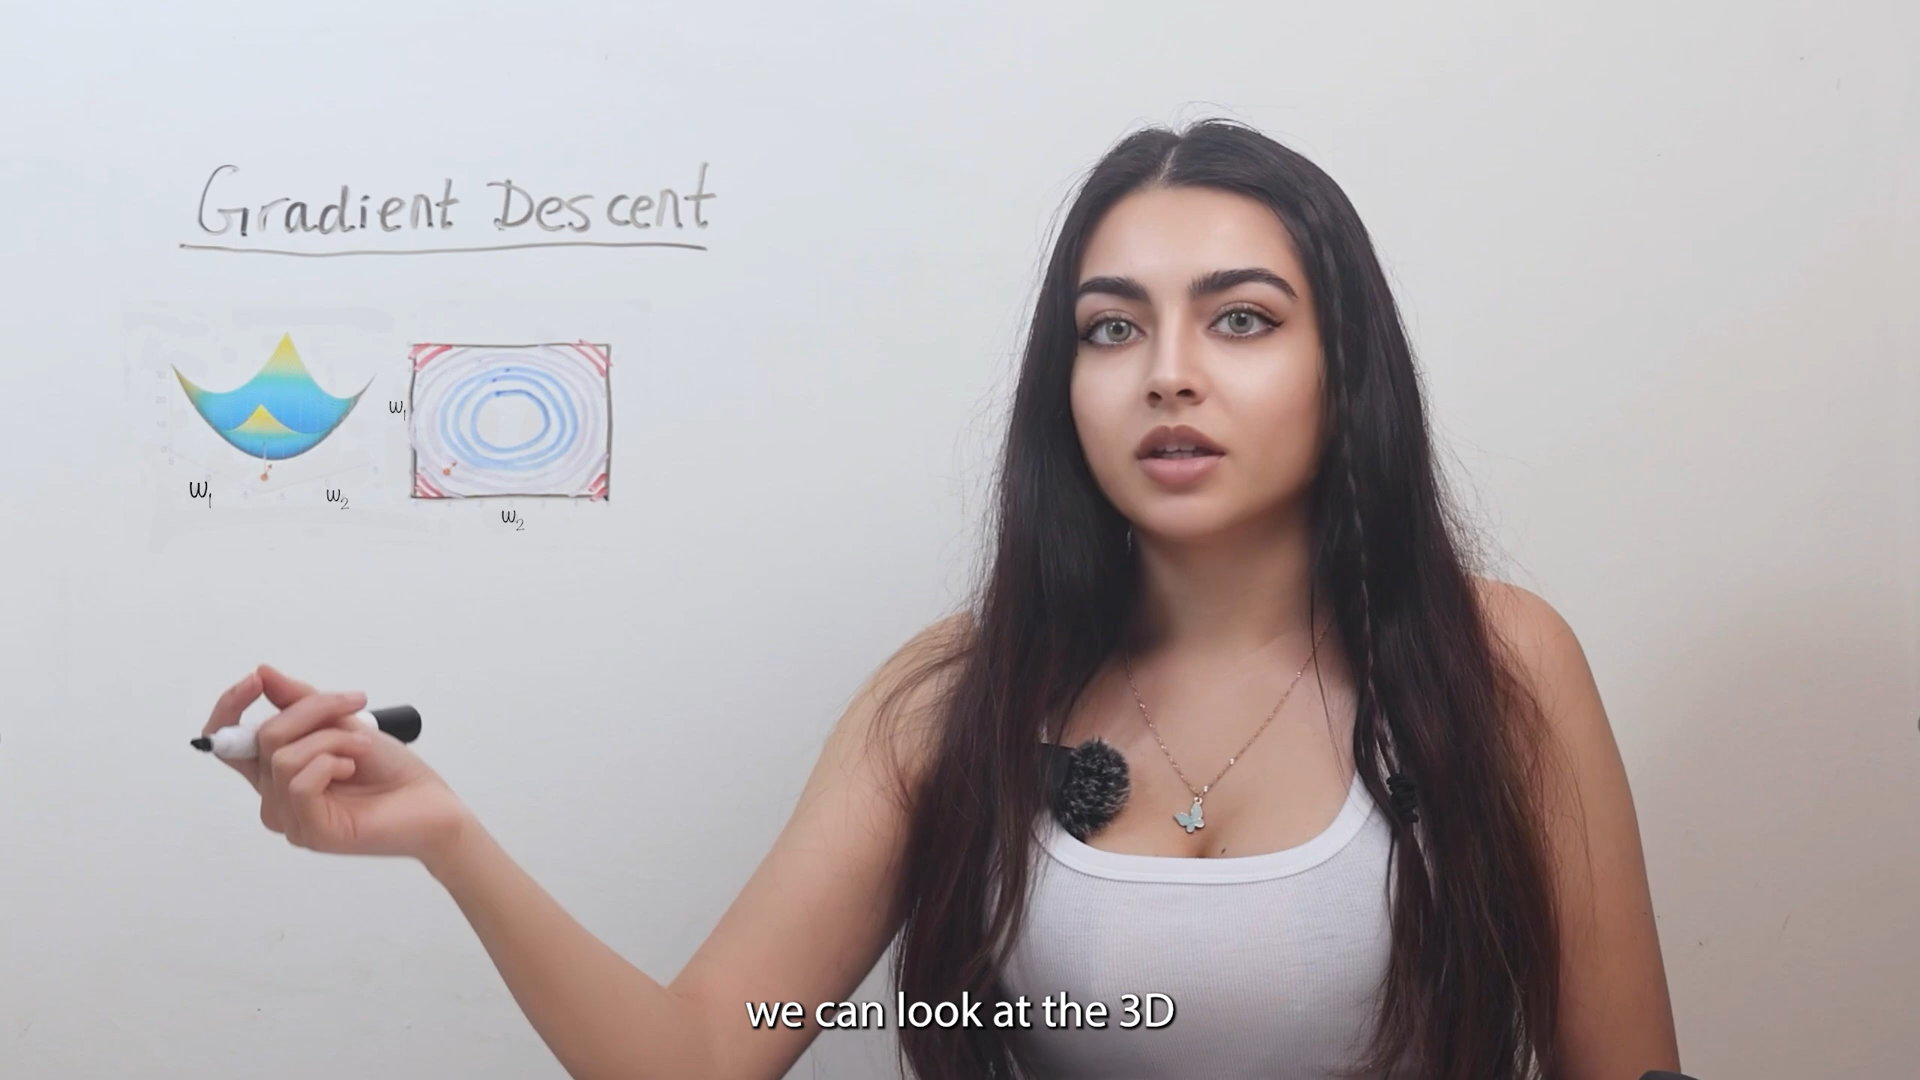 Gradient Descent
w₁
w₁ w₂
w₂
we can look at the 3D